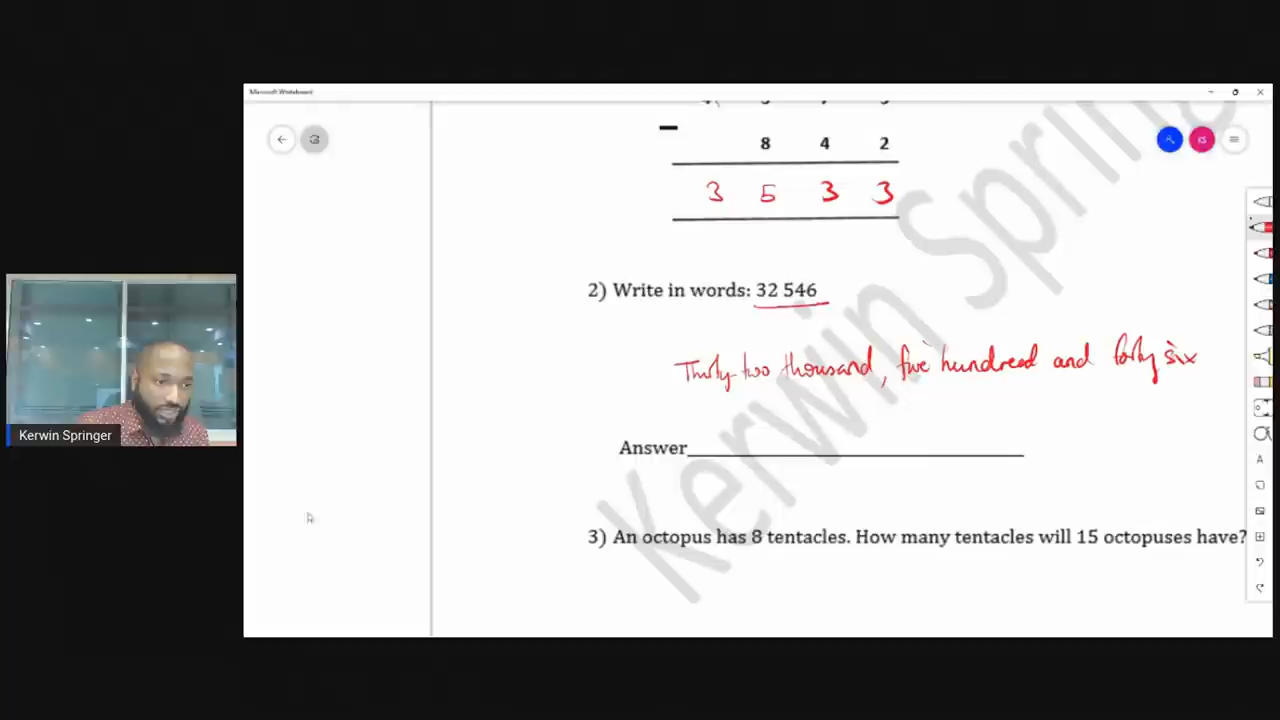 Microsoft Whiteboard
8 4 2
3 5 3 3
2) Write in words: 32 546
Thirty-two thousand, five hundred and forty six
Answer
3) An octopus has 8 tentacles. How many tentacles will 15 octopuses have?
Kerwin Springer
Kerwin Spring
KS